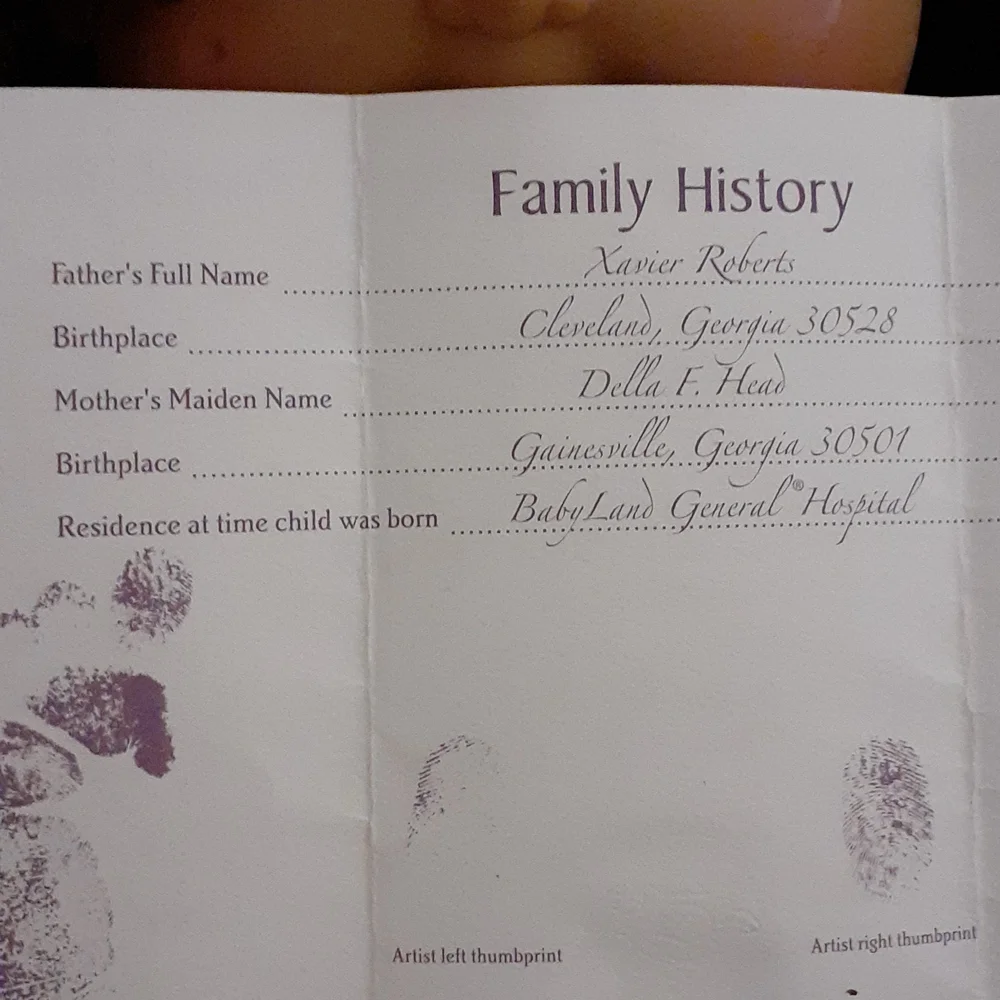 Family History
Father's Full Name Xavier Roberts
Birthplace Cleveland, Georgia 30528
Mother's Maiden Name Della F. Head
Birthplace Gainesville, Georgia 30501
Residence at time child was born BabyLand General® Hospital
Artist left thumbprint
Artist right thumbprint